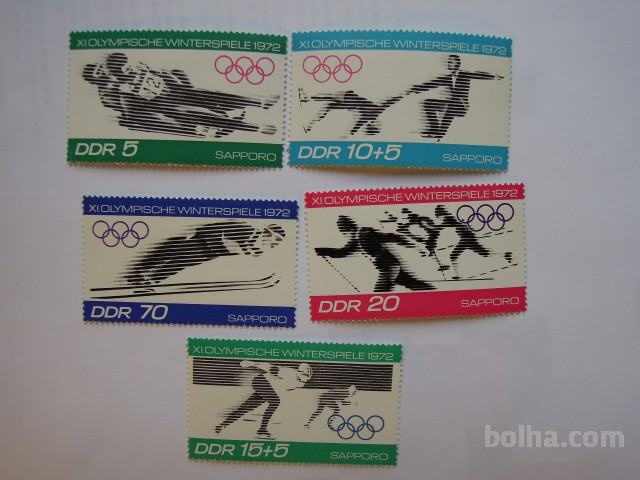 XI OLYMPISCHE WINTERSPIELE 1972
12
DDR 5 SAPPORO
XI OLYMPISCHE WINTERSPIELE 1972
DDR 10+5 SAPPORO
XI OLYMPISCHE WINTERSPIELE 1972
DDR 70 SAPPORO
XI OLYMPISCHE WINTERSPIELE 1972
DDR 20 SAPPORO
XI OLYMPISCHE WINTERSPIELE 1972
DDR 15+5 SAPPORO
bolha.com